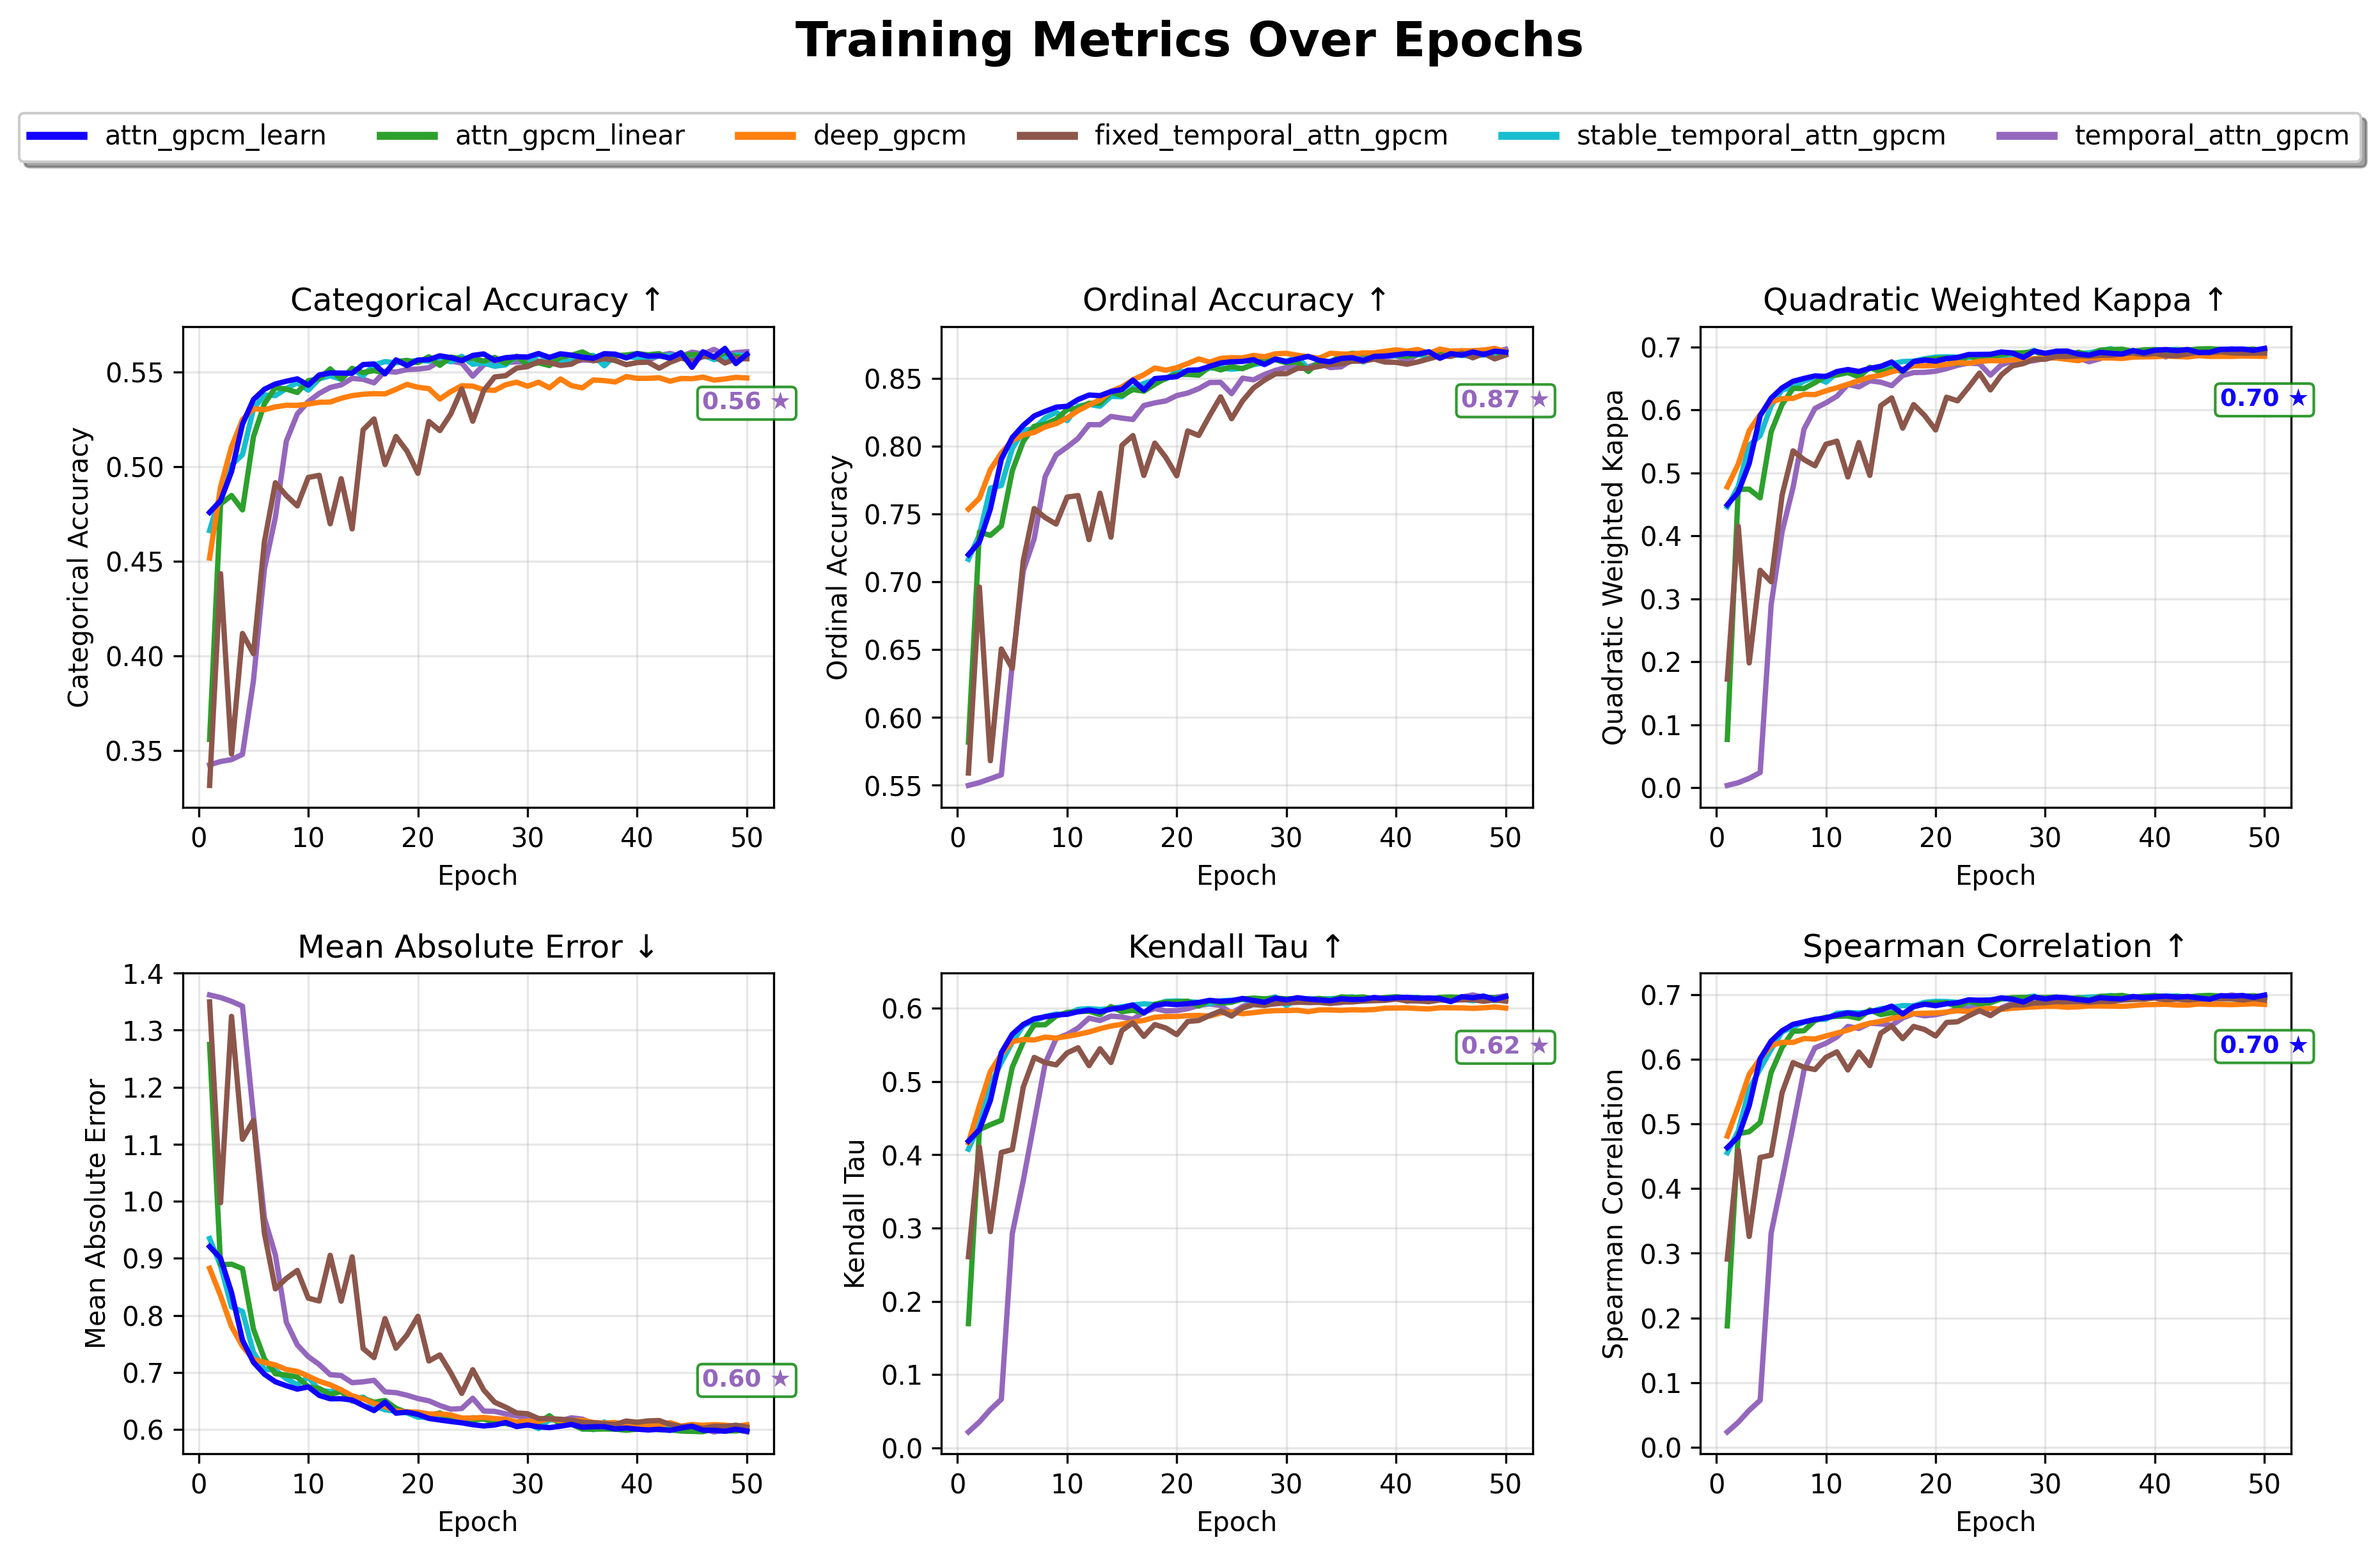 Training Metrics Over Epochs
attn_gpcm_learn attn_gpcm_linear deep_gpcm fixed_temporal_attn_gpcm stable_temporal_attn_gpcm temporal_attn_gpcm
Categorical Accuracy ↑
Categorical Accuracy
0.55
0.50
0.45
0.40
0.35
0.56 ★
0 10 20 30 40 50
Epoch
Ordinal Accuracy ↑
Ordinal Accuracy
0.85
0.80
0.75
0.70
0.65
0.60
0.55
0.87 ★
0 10 20 30 40 50
Epoch
Quadratic Weighted Kappa ↑
Quadratic Weighted Kappa
0.7
0.6
0.5
0.4
0.3
0.2
0.1
0.0
0.70 ★
0 10 20 30 40 50
Epoch
Mean Absolute Error ↓
Mean Absolute Error
1.4
1.3
1.2
1.1
1.0
0.9
0.8
0.7
0.6
0.60 ★
0 10 20 30 40 50
Epoch
Kendall Tau ↑
Kendall Tau
0.6
0.5
0.4
0.3
0.2
0.1
0.0
0.62 ★
0 10 20 30 40 50
Epoch
Spearman Correlation ↑
Spearman Correlation
0.7
0.6
0.5
0.4
0.3
0.2
0.1
0.0
0.70 ★
0 10 20 30 40 50
Epoch